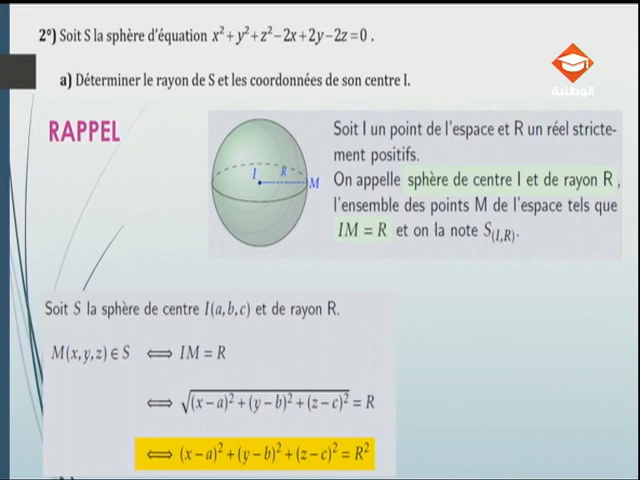 2°) Soit S la sphère d'équation x² + y² + z² − 2x + 2y − 2z = 0 .
a) Déterminer le rayon de S et les coordonnées de son centre I.
الوطنية
RAPPEL
I R M
Soit I un point de l'espace et R un réel stricte-
ment positifs.
On appelle sphère de centre I et de rayon R ,
l'ensemble des points M de l'espace tels que
IM = R et on la note S(I,R).
Soit S la sphère de centre I(a,b,c) et de rayon R.
M(x,y,z) ∈ S ⟺ IM = R
⟺ √(x−a)² + (y−b)² + (z−c)² = R
⟺ (x−a)² + (y−b)² + (z−c)² = R²